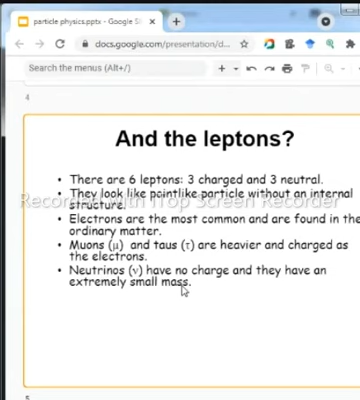 particle physics.pptx - Google Sl
docs.google.com/presentation/d...
Search the menus (Alt+/)
4
And the leptons?
• There are 6 leptons: 3 charged and 3 neutral.
• They look like pointlike particle without an internal
structure.
Recorded with iTop Screen Recorder
• Electrons are the most common and are found in the
ordinary matter.
• Muons (μ) and taus (τ) are heavier and charged as
the electrons.
• Neutrinos (ν) have no charge and they have an
extremely small mass.
5